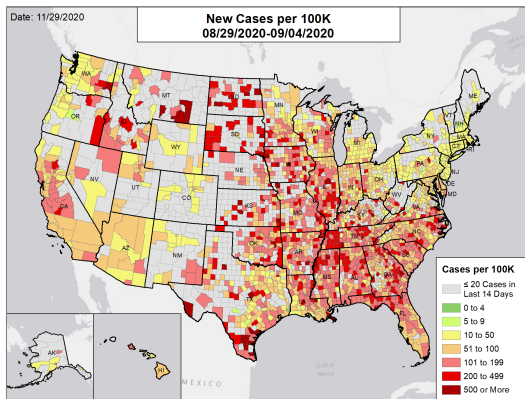 Date: 11/29/2020
New Cases per 100K
08/29/2020-09/04/2020
WA
MT
ME
OR
MN
VT
NH
WI
NY
MA
CT
RI
SD
MI
WY
PA
NJ
NE
OH
IN
DE
MD
NV
UT
CO
WV
VA
CA
KS
MO
KY
NC
TN
AZ
NM
OK
AR
SC
MS
AL
GA
TX
LA
FL
AK
HI
MÉXICO
Gulf of
Mexico
Cases per 100K
≤ 20 Cases in
Last 14 Days
0 to 4
5 to 9
10 to 50
51 to 100
101 to 199
200 to 499
500 or More